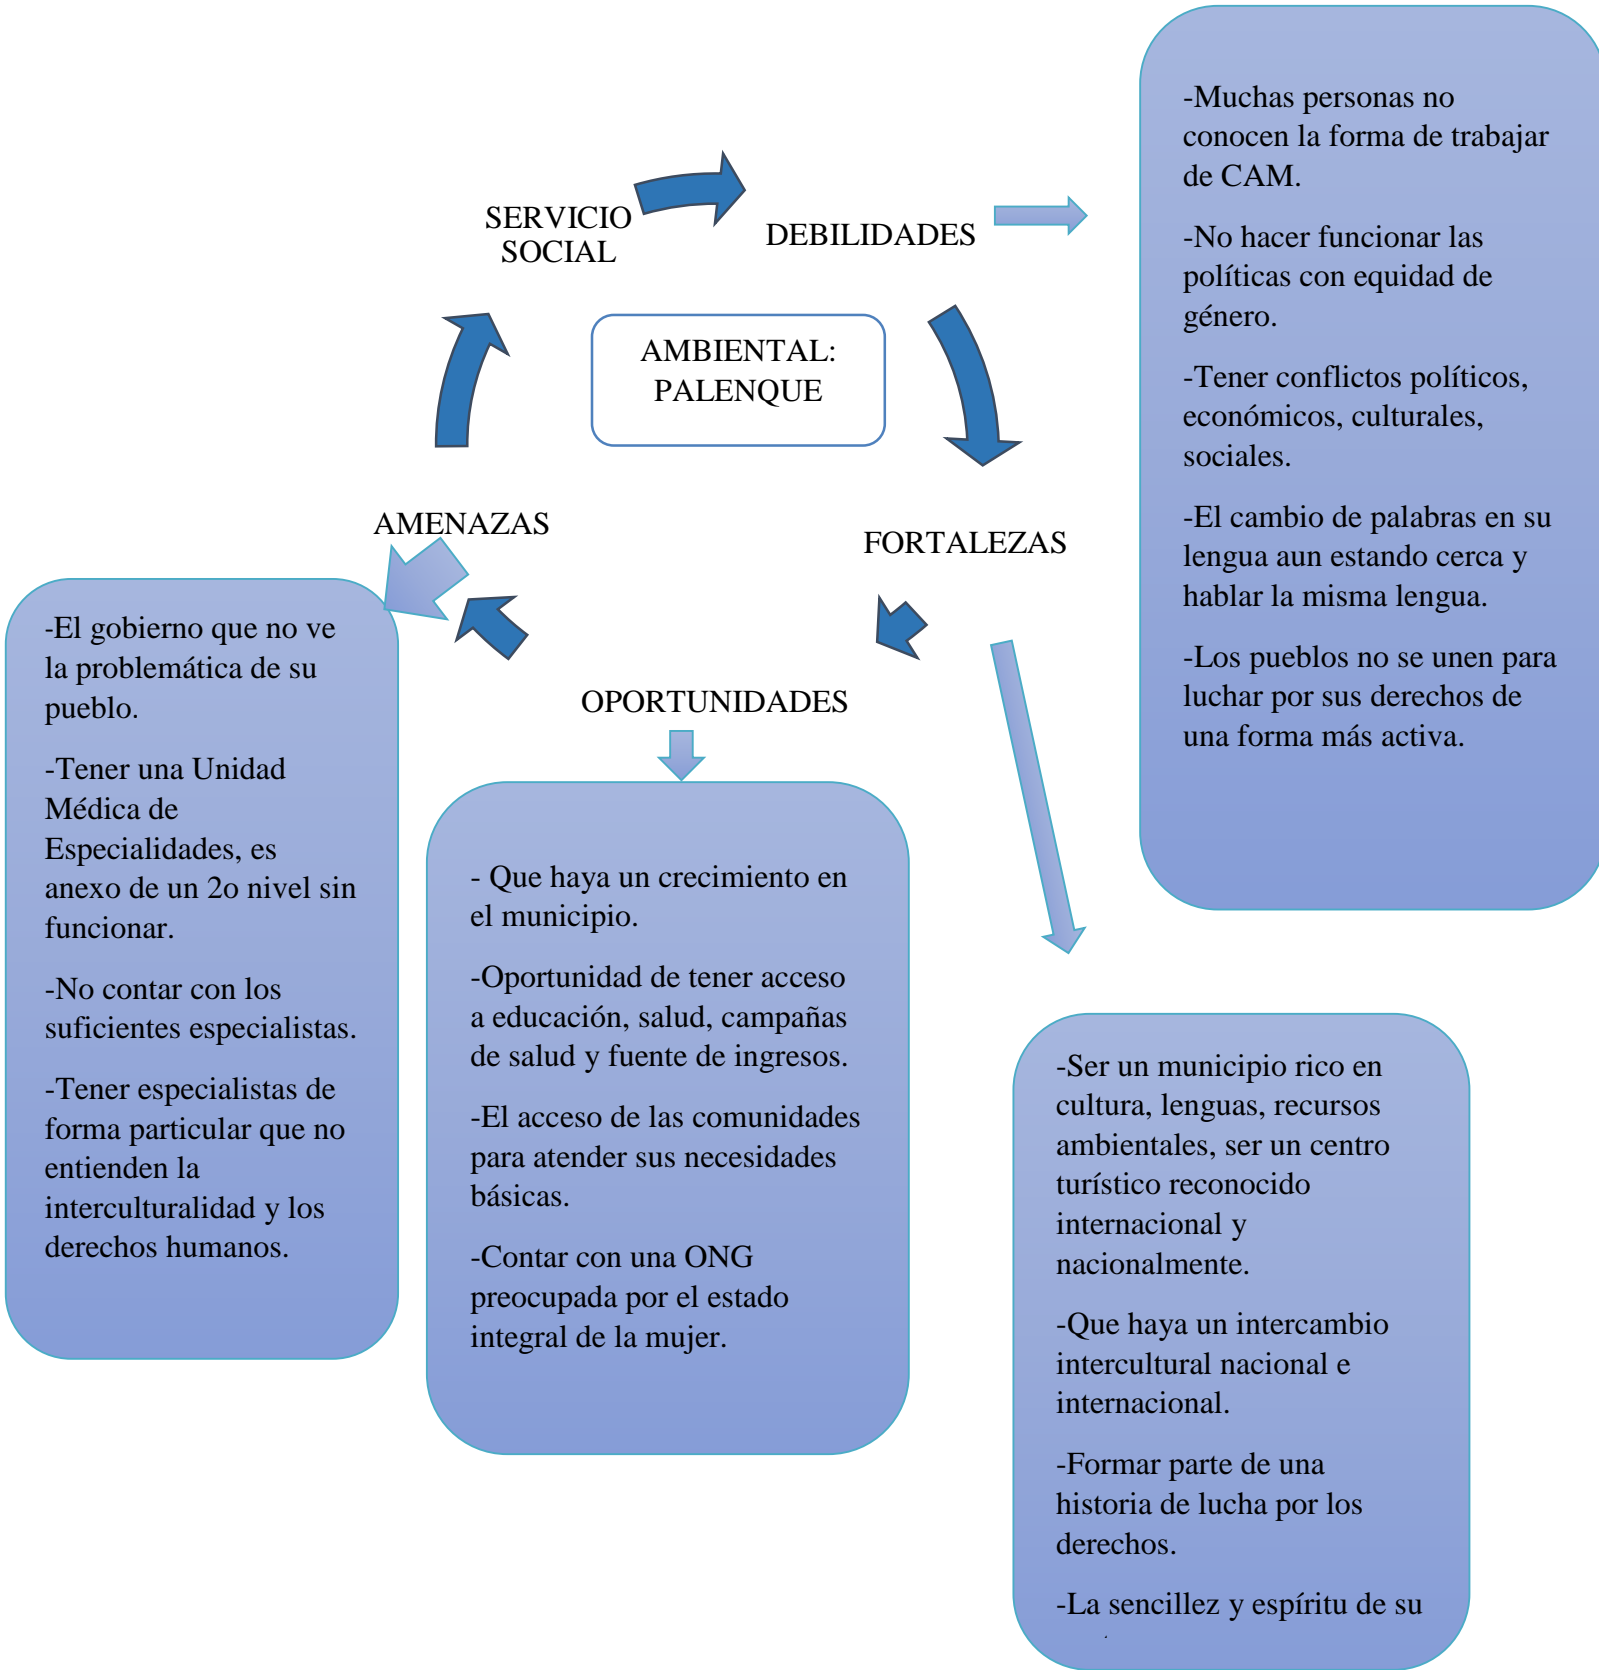 SERVICIO
SOCIAL
DEBILIDADES
AMBIENTAL:
PALENQUE
AMENAZAS
FORTALEZAS
OPORTUNIDADES
-Muchas personas no
conocen la forma de trabajar
de CAM.
-No hacer funcionar las
políticas con equidad de
género.
-Tener conflictos políticos,
económicos, culturales,
sociales.
-El cambio de palabras en su
lengua aun estando cerca y
hablar la misma lengua.
-Los pueblos no se unen para
luchar por sus derechos de
una forma más activa.
-El gobierno que no ve
la problemática de su
pueblo.
-Tener una Unidad
Médica de
Especialidades, es
anexo de un 2o nivel sin
funcionar.
-No contar con los
suficientes especialistas.
-Tener especialistas de
forma particular que no
entienden la
interculturalidad y los
derechos humanos.
- Que haya un crecimiento en
el municipio.
-Oportunidad de tener acceso
a educación, salud, campañas
de salud y fuente de ingresos.
-El acceso de las comunidades
para atender sus necesidades
básicas.
-Contar con una ONG
preocupada por el estado
integral de la mujer.
-Ser un municipio rico en
cultura, lenguas, recursos
ambientales, ser un centro
turístico reconocido
internacional y
nacionalmente.
-Que haya un intercambio
intercultural nacional e
internacional.
-Formar parte de una
historia de lucha por los
derechos.
-La sencillez y espíritu de su